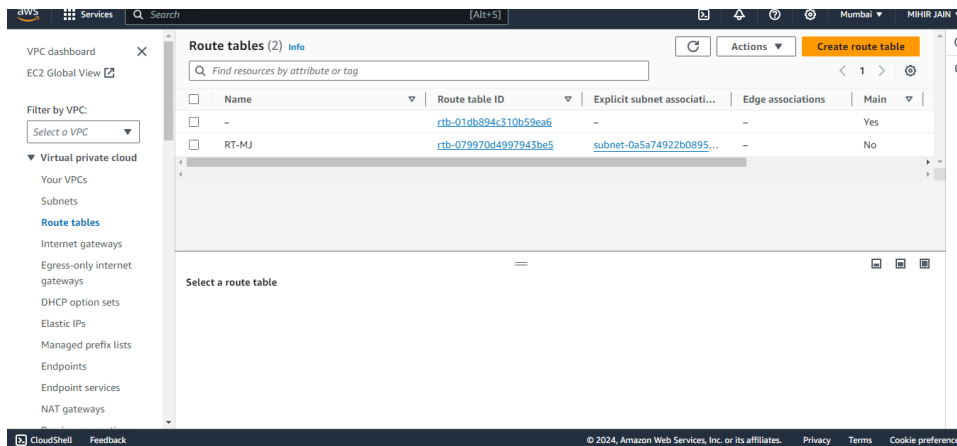 aws Services Search [Alt+S] Mumbai ▼ MIHIR JAIN
VPC dashboard
EC2 Global View
Filter by VPC:
Select a VPC
Virtual private cloud
Your VPCs
Subnets
Route tables
Internet gateways
Egress-only internet
gateways
DHCP option sets
Elastic IPs
Managed prefix lists
Endpoints
Endpoint services
NAT gateways
Route tables (2) Info
Actions ▼ Create route table
Find resources by attribute or tag
1
Name Route table ID Explicit subnet associati... Edge associations Main
– rtb-01db894c310b59ea6 – – Yes
RT-MJ rtb-079970d4997943be5 subnet-0a5a74922b0895... – No
Select a route table
CloudShell Feedback © 2024, Amazon Web Services, Inc. or its affiliates. Privacy Terms Cookie preference